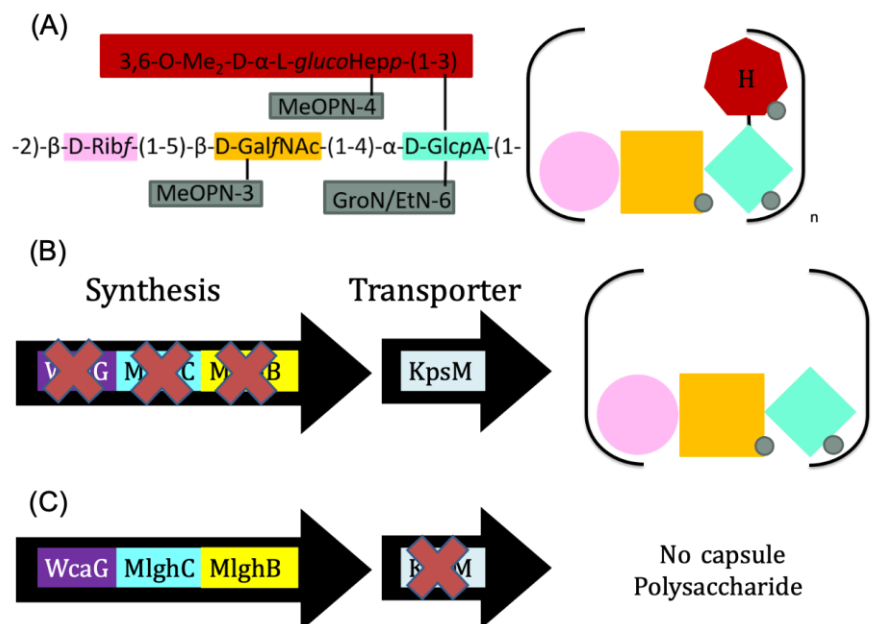 (A)
3,6-O-Me₂-D-α-L-glucoHepp-(1-3)
H
MeOPN-4
-2)-β-D-Ribf-(1-5)-β-D-GalfNAc-(1-4)-α-D-GlcpA-(1-
MeOPN-3
GroN/EtN-6
n
(B)
Synthesis
Transporter
KpsM
(C)
WcaG MlghC MlghB
No capsule
Polysaccharide